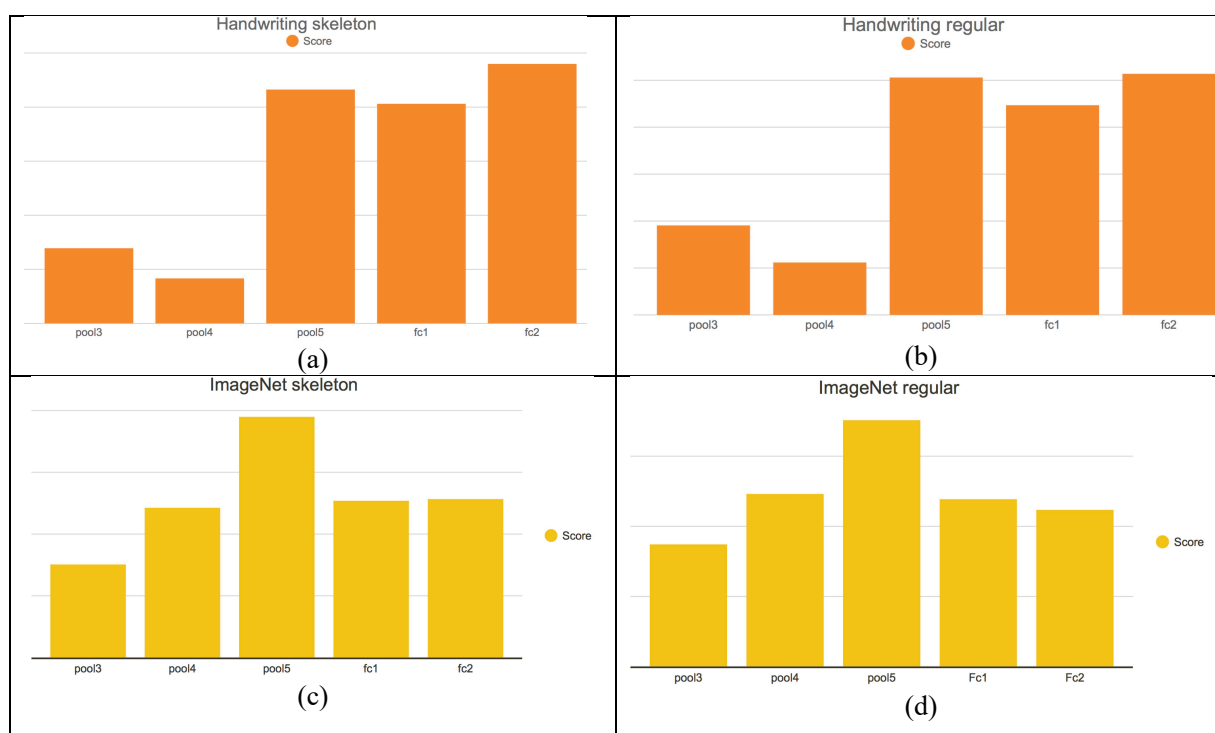 Handwriting skeleton
Score
pool3 pool4 pool5 fc1 fc2
(a)
Handwriting regular
Score
pool3 pool4 pool5 fc1 fc2
(b)
ImageNet skeleton
Score
pool3 pool4 pool5 fc1 fc2
(c)
ImageNet regular
Score
pool3 pool4 pool5 Fc1 Fc2
(d)